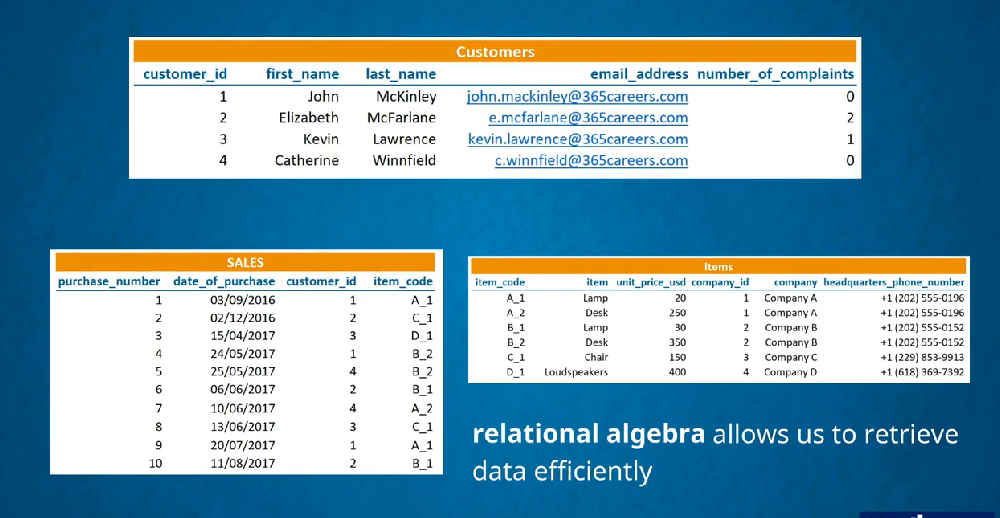 Customers
customer_id first_name last_name email_address number_of_complaints
1 John McKinley john.mackinley@365careers.com 0
2 Elizabeth McFarlane e.mcfarlane@365careers.com 2
3 Kevin Lawrence kevin.lawrence@365careers.com 1
4 Catherine Winnfield c.winnfield@365careers.com 0
SALES
purchase_number date_of_purchase customer_id item_code
1 03/09/2016 1 A_1
2 02/12/2016 2 C_1
3 15/04/2017 3 D_1
4 24/05/2017 1 B_2
5 25/05/2017 4 B_2
6 06/06/2017 2 B_1
7 10/06/2017 4 A_2
8 13/06/2017 3 C_1
9 20/07/2017 1 A_1
10 11/08/2017 2 B_1
Items
item_code item unit_price_usd company_id company headquarters_phone_number
A_1 Lamp 20 1 Company A +1 (202) 555-0196
A_2 Desk 250 1 Company A +1 (202) 555-0196
B_1 Lamp 30 2 Company B +1 (202) 555-0152
B_2 Desk 350 2 Company B +1 (202) 555-0152
C_1 Chair 150 3 Company C +1 (229) 853-9913
D_1 Loudspeakers 400 4 Company D +1 (618) 369-7392
relational algebra allows us to retrieve
data efficiently